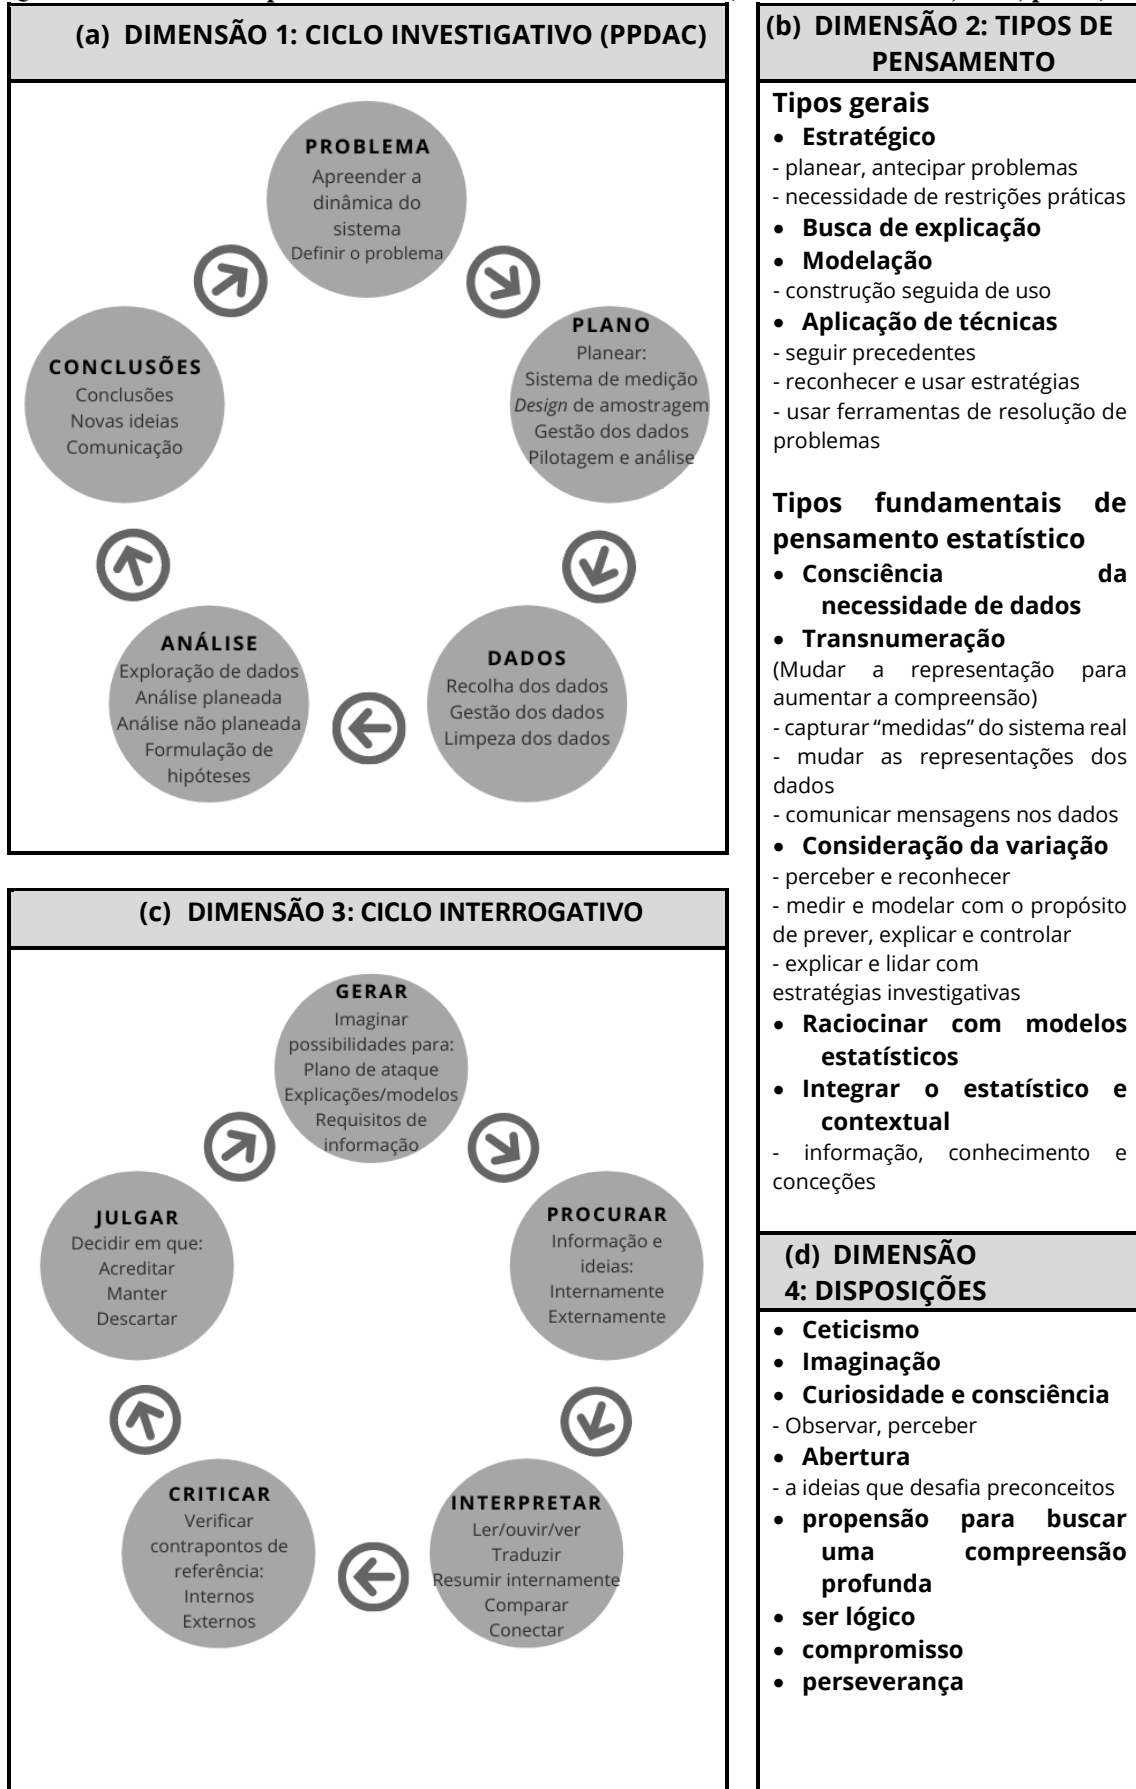 (a) DIMENSÃO 1: CICLO INVESTIGATIVO (PPDAC)
PROBLEMA
Apreender a
dinâmica do
sistema
Definir o problema
PLANO
Planear:
Sistema de medição
Design de amostragem
Gestão dos dados
Pilotagem e análise
DADOS
Recolha dos dados
Gestão dos dados
Limpeza dos dados
ANÁLISE
Exploração de dados
Análise planeada
Análise não planeada
Formulação de
hipóteses
CONCLUSÕES
Conclusões
Novas ideias
Comunicação
(b) DIMENSÃO 2: TIPOS DE
PENSAMENTO
Tipos gerais
• Estratégico
- planear, antecipar problemas
- necessidade de restrições práticas
• Busca de explicação
• Modelação
- construção seguida de uso
• Aplicação de técnicas
- seguir precedentes
- reconhecer e usar estratégias
- usar ferramentas de resolução de
problemas
Tipos fundamentais de
pensamento estatístico
• Consciência da
necessidade de dados
• Transnumeração
(Mudar a representação para
aumentar a compreensão)
- capturar “medidas” do sistema real
- mudar as representações dos
dados
- comunicar mensagens nos dados
• Consideração da variação
- perceber e reconhecer
- medir e modelar com o propósito
de prever, explicar e controlar
- explicar e lidar com
estratégias investigativas
• Raciocinar com modelos
estatísticos
• Integrar o estatístico e
contextual
- informação, conhecimento e
conceções
(c) DIMENSÃO 3: CICLO INTERROGATIVO
GERAR
Imaginar
possibilidades para:
Plano de ataque
Explicações/modelos
Requisitos de
informação
PROCURAR
Informação e
ideias:
Internamente
Externamente
INTERPRETAR
Ler/ouvir/ver
Traduzir
Resumir internamente
Comparar
Conectar
CRITICAR
Verificar
contrapontos de
referência:
Internos
Externos
JULGAR
Decidir em que:
Acreditar
Manter
Descartar
(d) DIMENSÃO
4: DISPOSIÇÕES
• Ceticismo
• Imaginação
• Curiosidade e consciência
- Observar, perceber
• Abertura
- a ideias que desafia preconceitos
• propensão para buscar
uma compreensão
profunda
• ser lógico
• compromisso
• perseverança